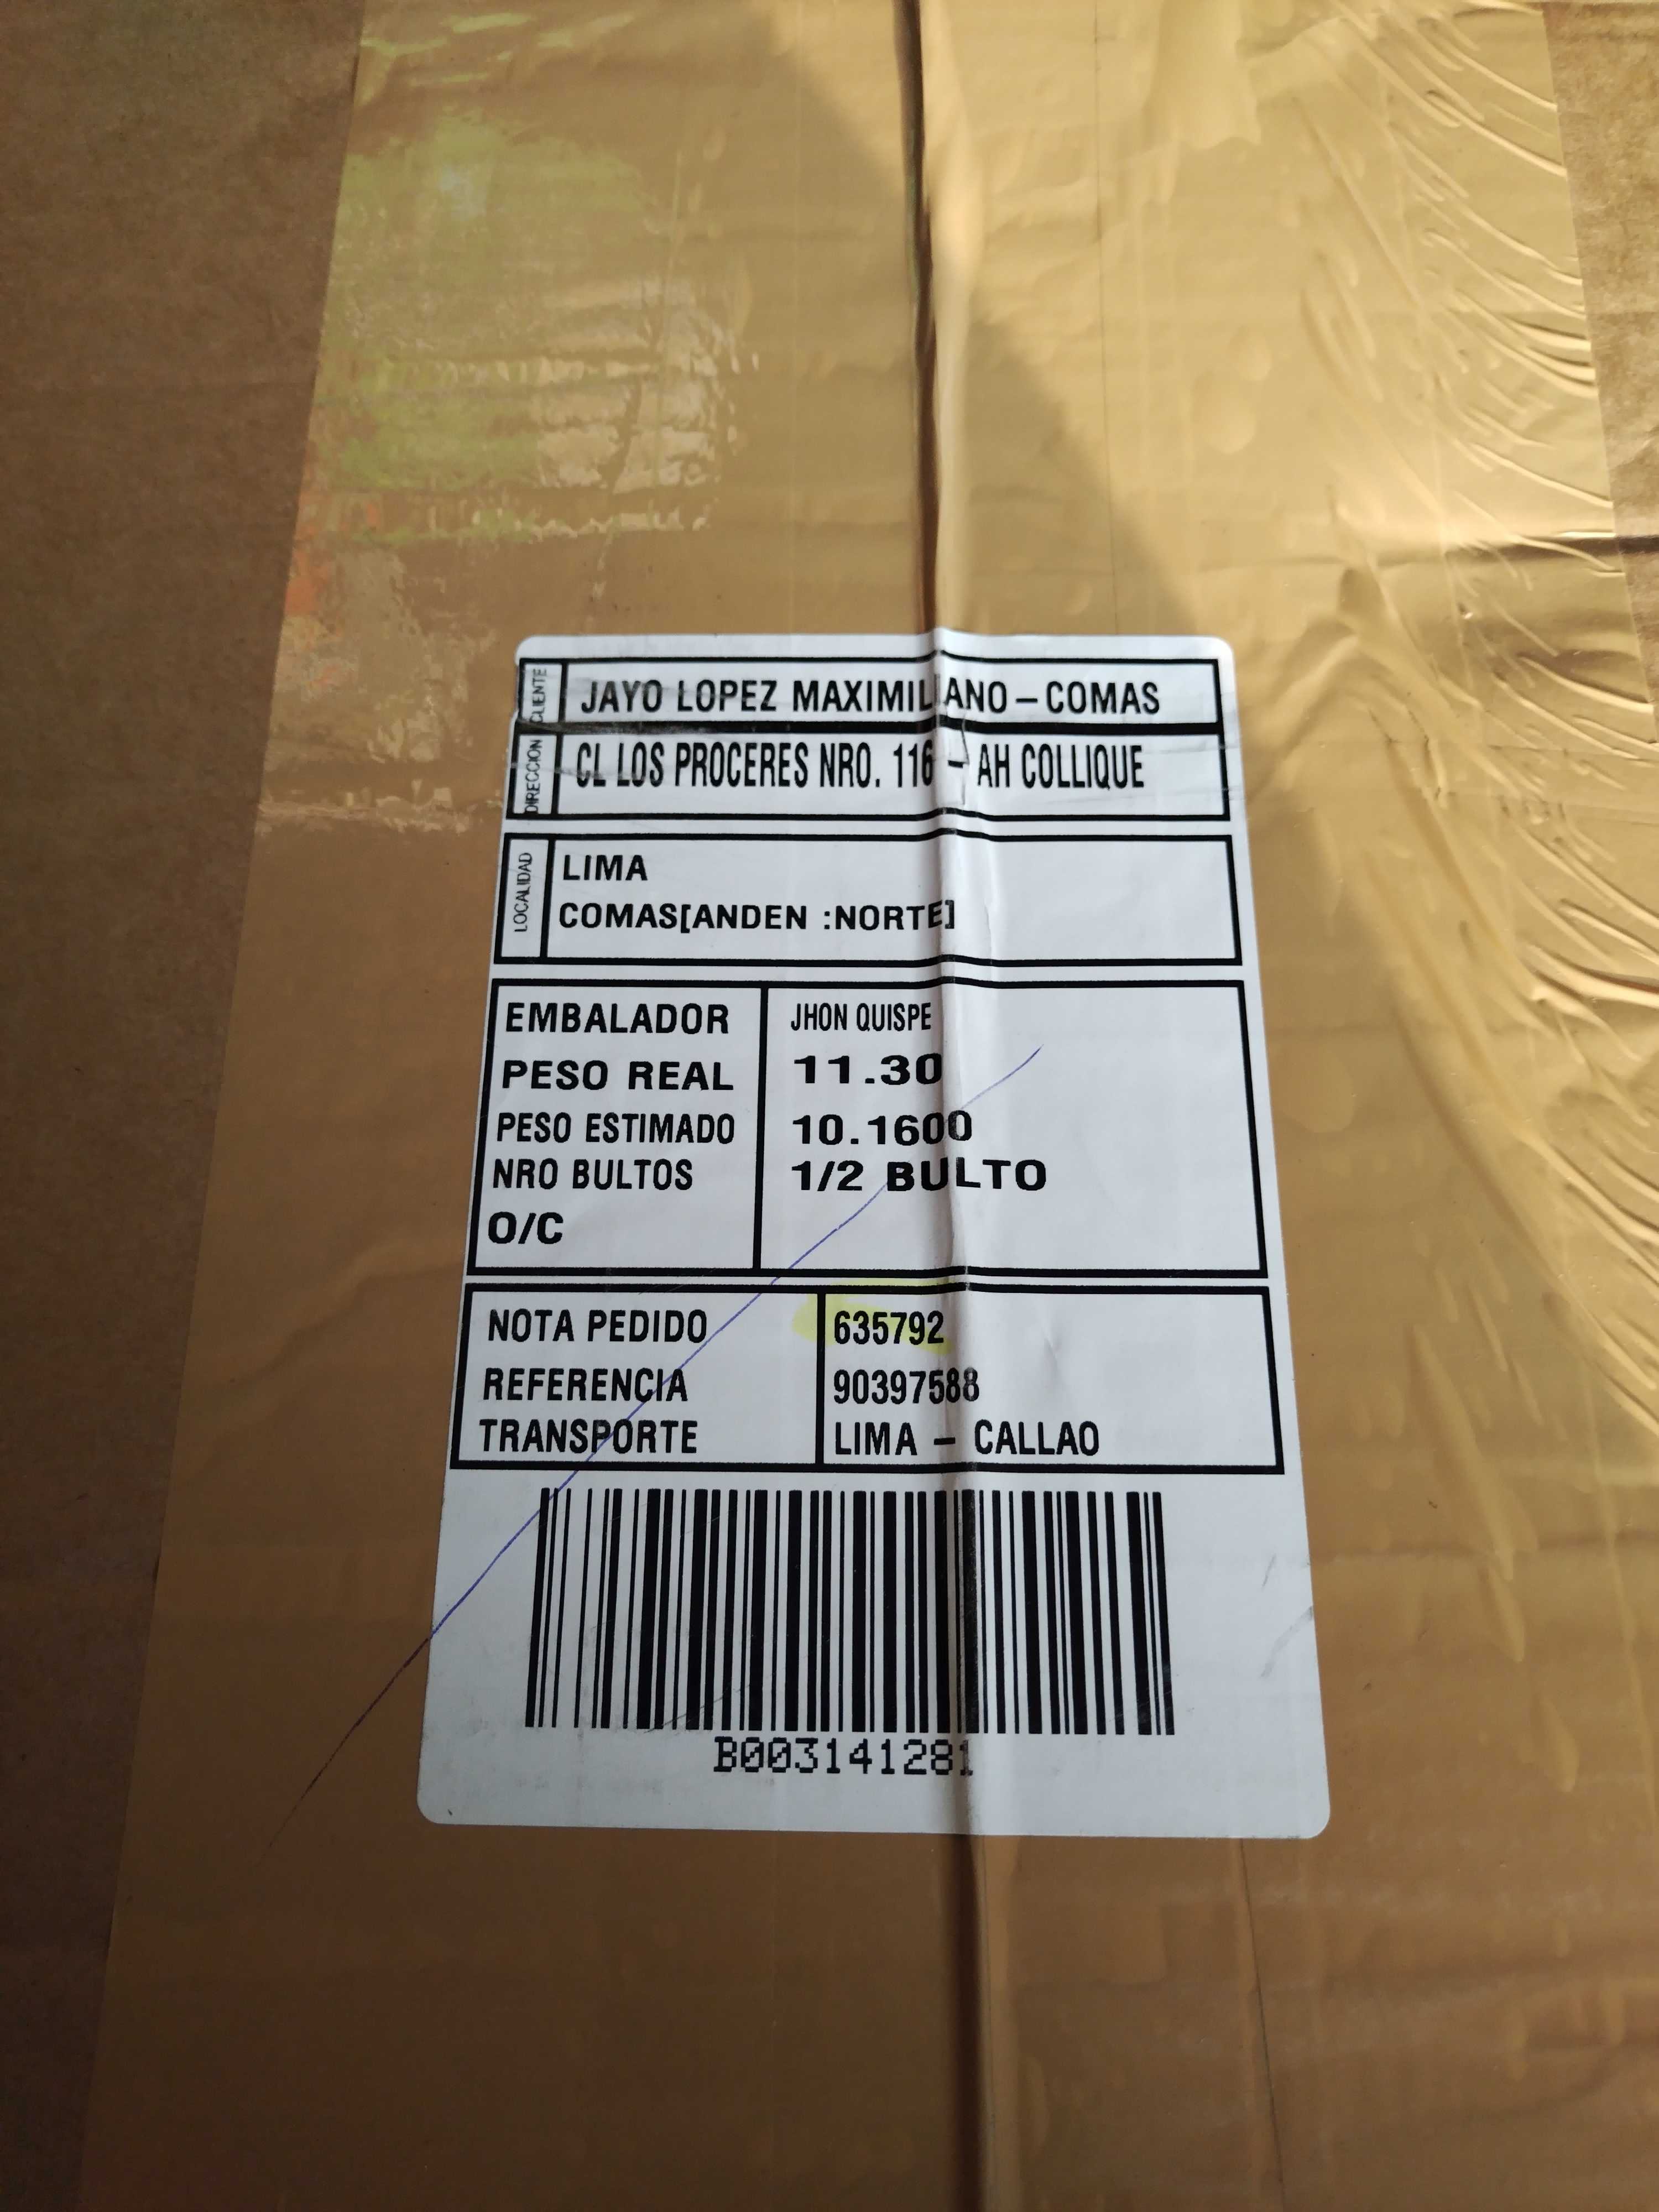 CLIENTE JAYO LOPEZ MAXIMILIANO-COMAS
DIRECCION CL LOS PROCERES NRO. 116 - AH COLLIQUE
LOCALIDAD LIMA
COMAS[ANDEN :NORTE]
EMBALADOR JHON QUISPE
PESO REAL 11.30
PESO ESTIMADO 10.1600
NRO BULTOS 1/2 BULTO
O/C
NOTA PEDIDO 635792
REFERENCIA 90397588
TRANSPORTE LIMA - CALLAO
B003141281